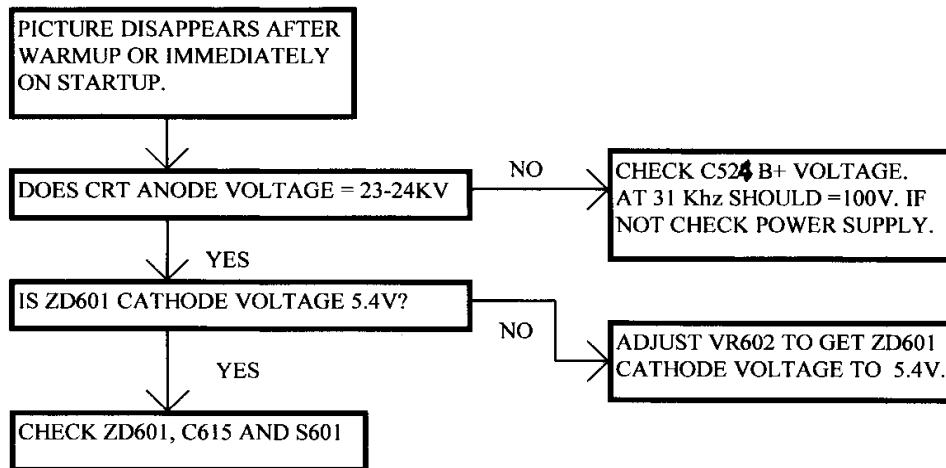 PICTURE DISAPPEARS AFTER
WARMUP OR IMMEDIATELY
ON STARTUP.
DOES CRT ANODE VOLTAGE = 23-24KV
NO
CHECK C524 B+ VOLTAGE.
AT 31 Khz SHOULD =100V. IF
NOT CHECK POWER SUPPLY.
YES
IS ZD601 CATHODE VOLTAGE 5.4V?
NO
ADJUST VR602 TO GET ZD601
CATHODE VOLTAGE TO 5.4V.
YES
CHECK ZD601, C615 AND S601